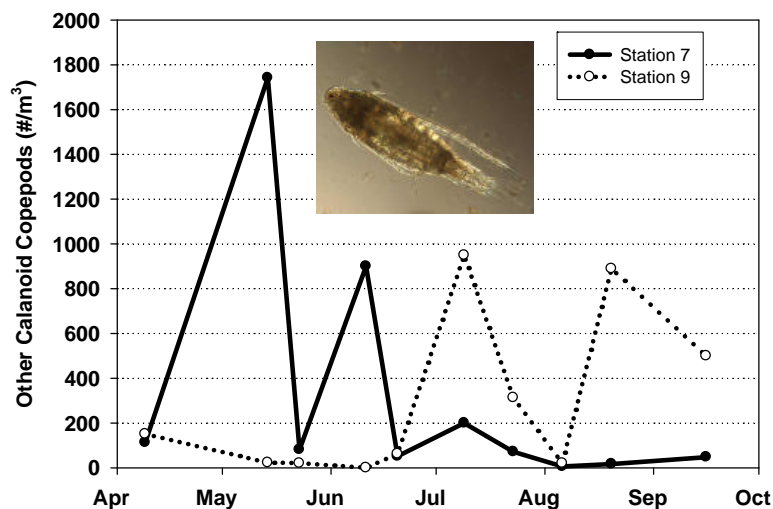 2000
1800
1600
1400
1200
1000
800
600
400
200
0
Other Calanoid Copepods (#/m³)
Station 7
Station 9
Apr May Jun Jul Aug Sep Oct